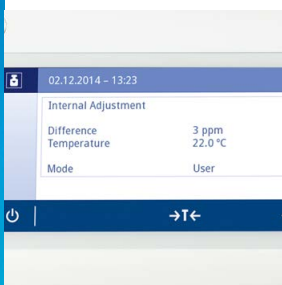 02.12.2014 – 13:23
Internal Adjustment
Difference 3 ppm
Temperature 22.0 °C
Mode User
→T←